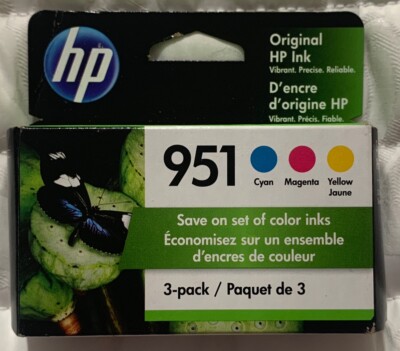 hp
Original
HP Ink
Vibrant. Precise. Reliable.
D'encre
d'origine HP
Vibrant. Précis. Fiable.
951
Cyan
Magenta
Yellow
Jaune
Save on set of color inks
Économisez sur un ensemble
d'encres de couleur
3-pack / Paquet de 3